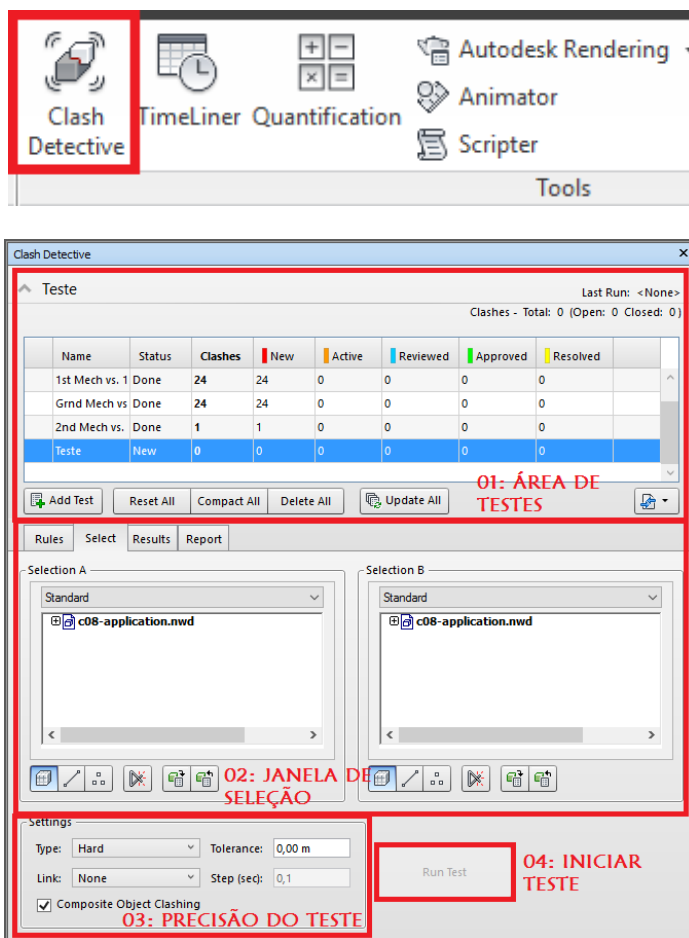 Clash
Detective
TimeLiner
Quantification
Autodesk Rendering
Animator
Scripter
Tools
Clash Detective
Teste
Last Run: <None>
Clashes - Total: 0 (Open: 0 Closed: 0)
Name Status Clashes New Active Reviewed Approved Resolved
1st Mech vs. 1 Done 24 24 0 0 0 0
Grnd Mech vs Done 24 24 0 0 0 0
2nd Mech vs. Done 1 1 0 0 0 0
Teste New 0 0 0 0 0 0
Add Test Reset All Compact All Delete All Update All
01: ÁREA DE
TESTES
Rules Select Results Report
Selection A
Standard
c08-application.nwd
Selection B
Standard
c08-application.nwd
02: JANELA DE
SELEÇÃO
Settings
Type: Hard Tolerance: 0,00 m
Link: None Step (sec): 0,1
Composite Object Clashing
03: PRECISÃO DO TESTE
Run Test
04: INICIAR
TESTE